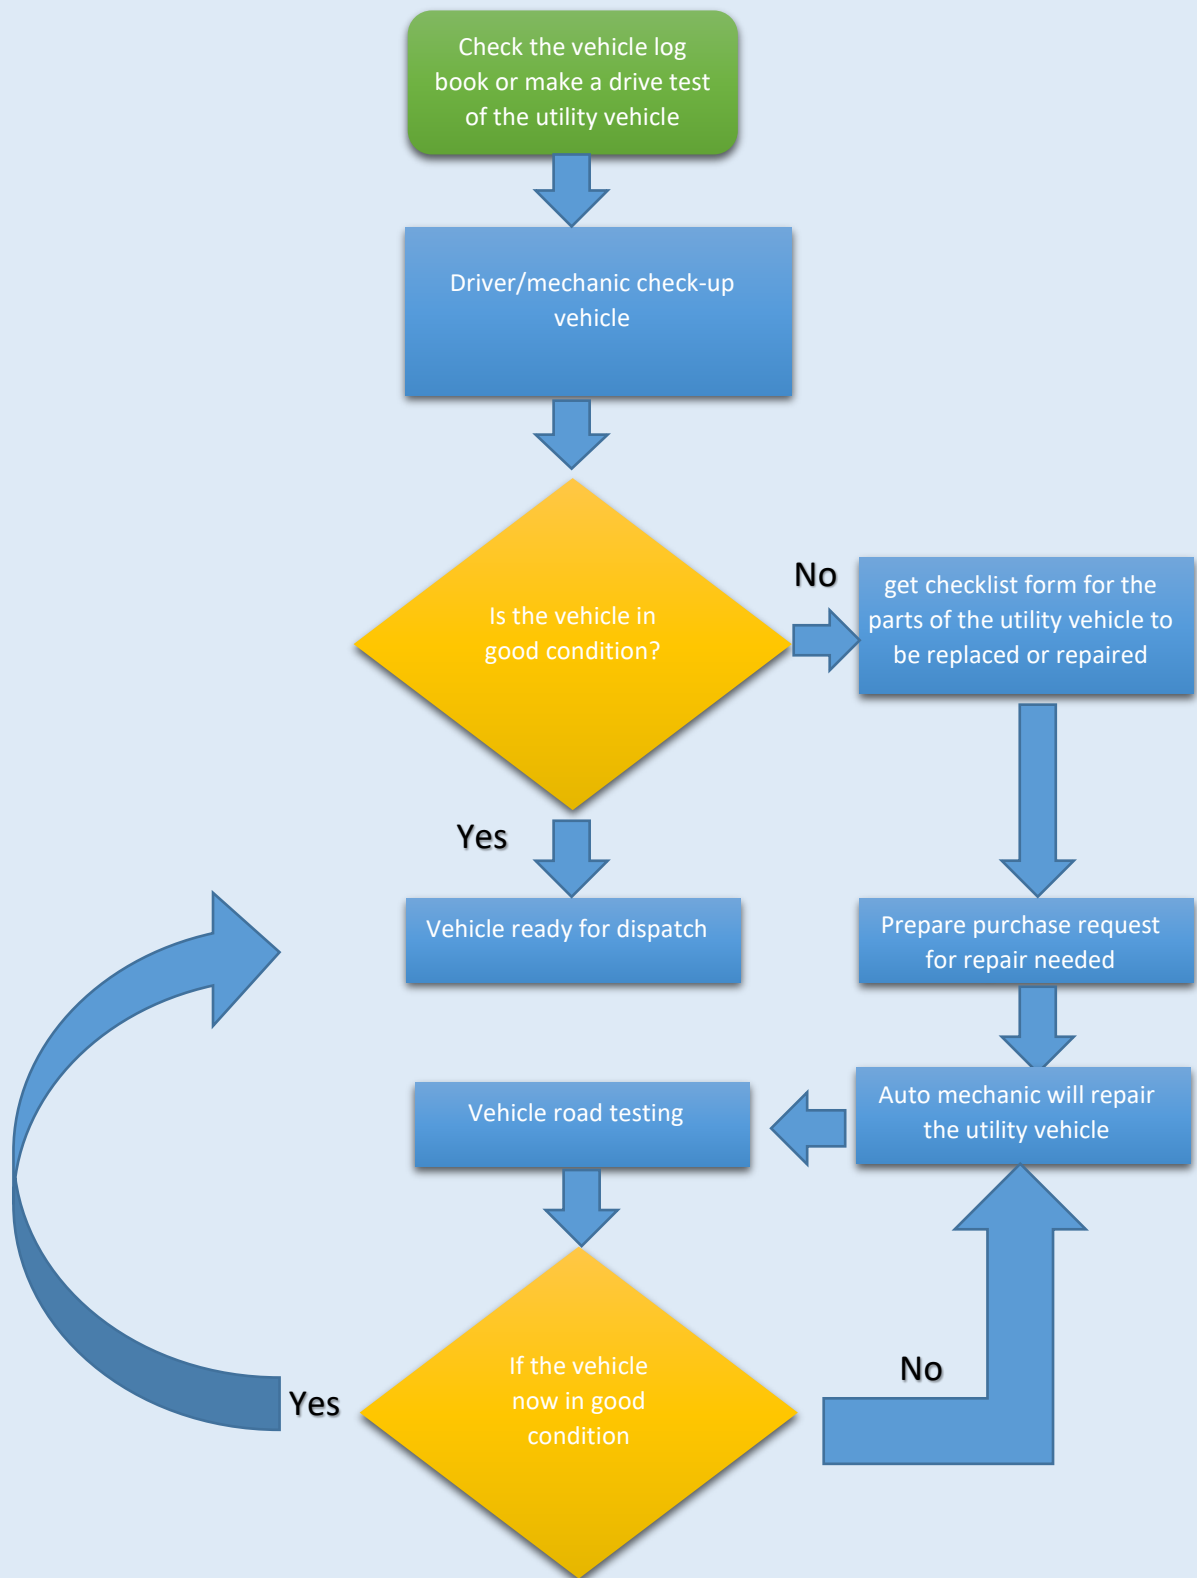 Check the vehicle log
book or make a drive test
of the utility vehicle
Driver/mechanic check-up
vehicle
Is the vehicle in
good condition?
No
get checklist form for the
parts of the utility vehicle to
be replaced or repaired
Yes
Vehicle ready for dispatch
Prepare purchase request
for repair needed
Auto mechanic will repair
the utility vehicle
Vehicle road testing
If the vehicle
now in good
condition
No
Yes